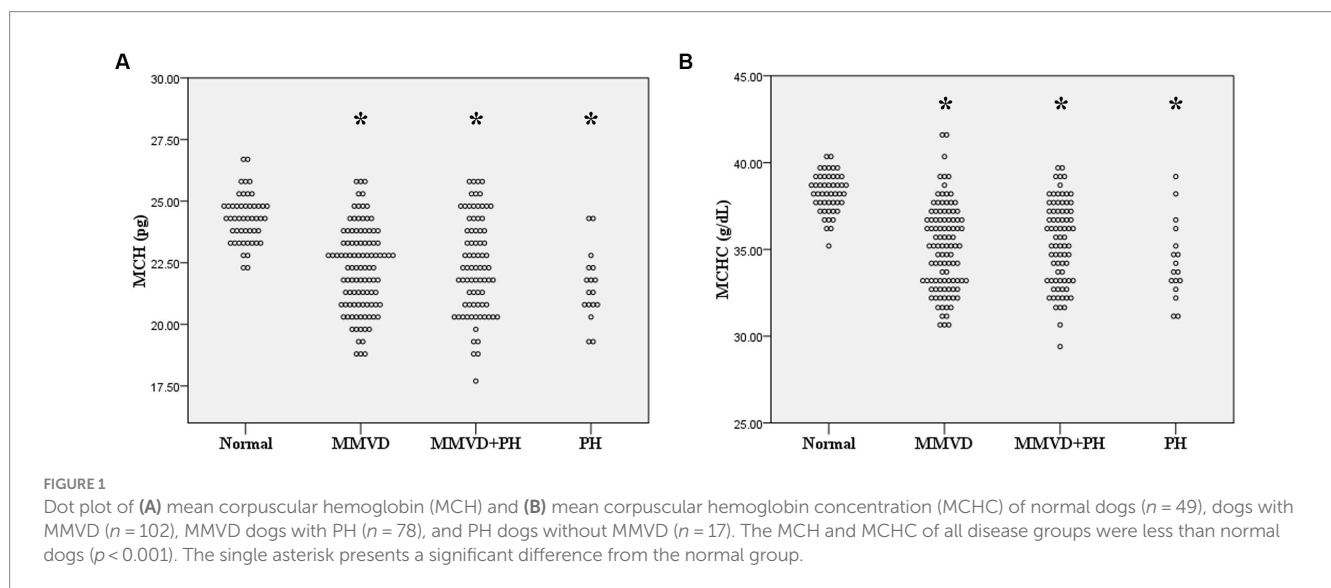 A
B
30.00
27.50
25.00
22.50
20.00
17.50
MCH (pg)
* * *
Normal MMVD MMVD+PH PH
45.00
40.00
35.00
30.00
25.00
MCHC (g/dL)
* * *
Normal MMVD MMVD+PH PH
FIGURE 1
Dot plot of (A) mean corpuscular hemoglobin (MCH) and (B) mean corpuscular hemoglobin concentration (MCHC) of normal dogs (n = 49), dogs with
MMVD (n = 102), MMVD dogs with PH (n = 78), and PH dogs without MMVD (n = 17). The MCH and MCHC of all disease groups were less than normal
dogs (p < 0.001). The single asterisk presents a significant difference from the normal group.